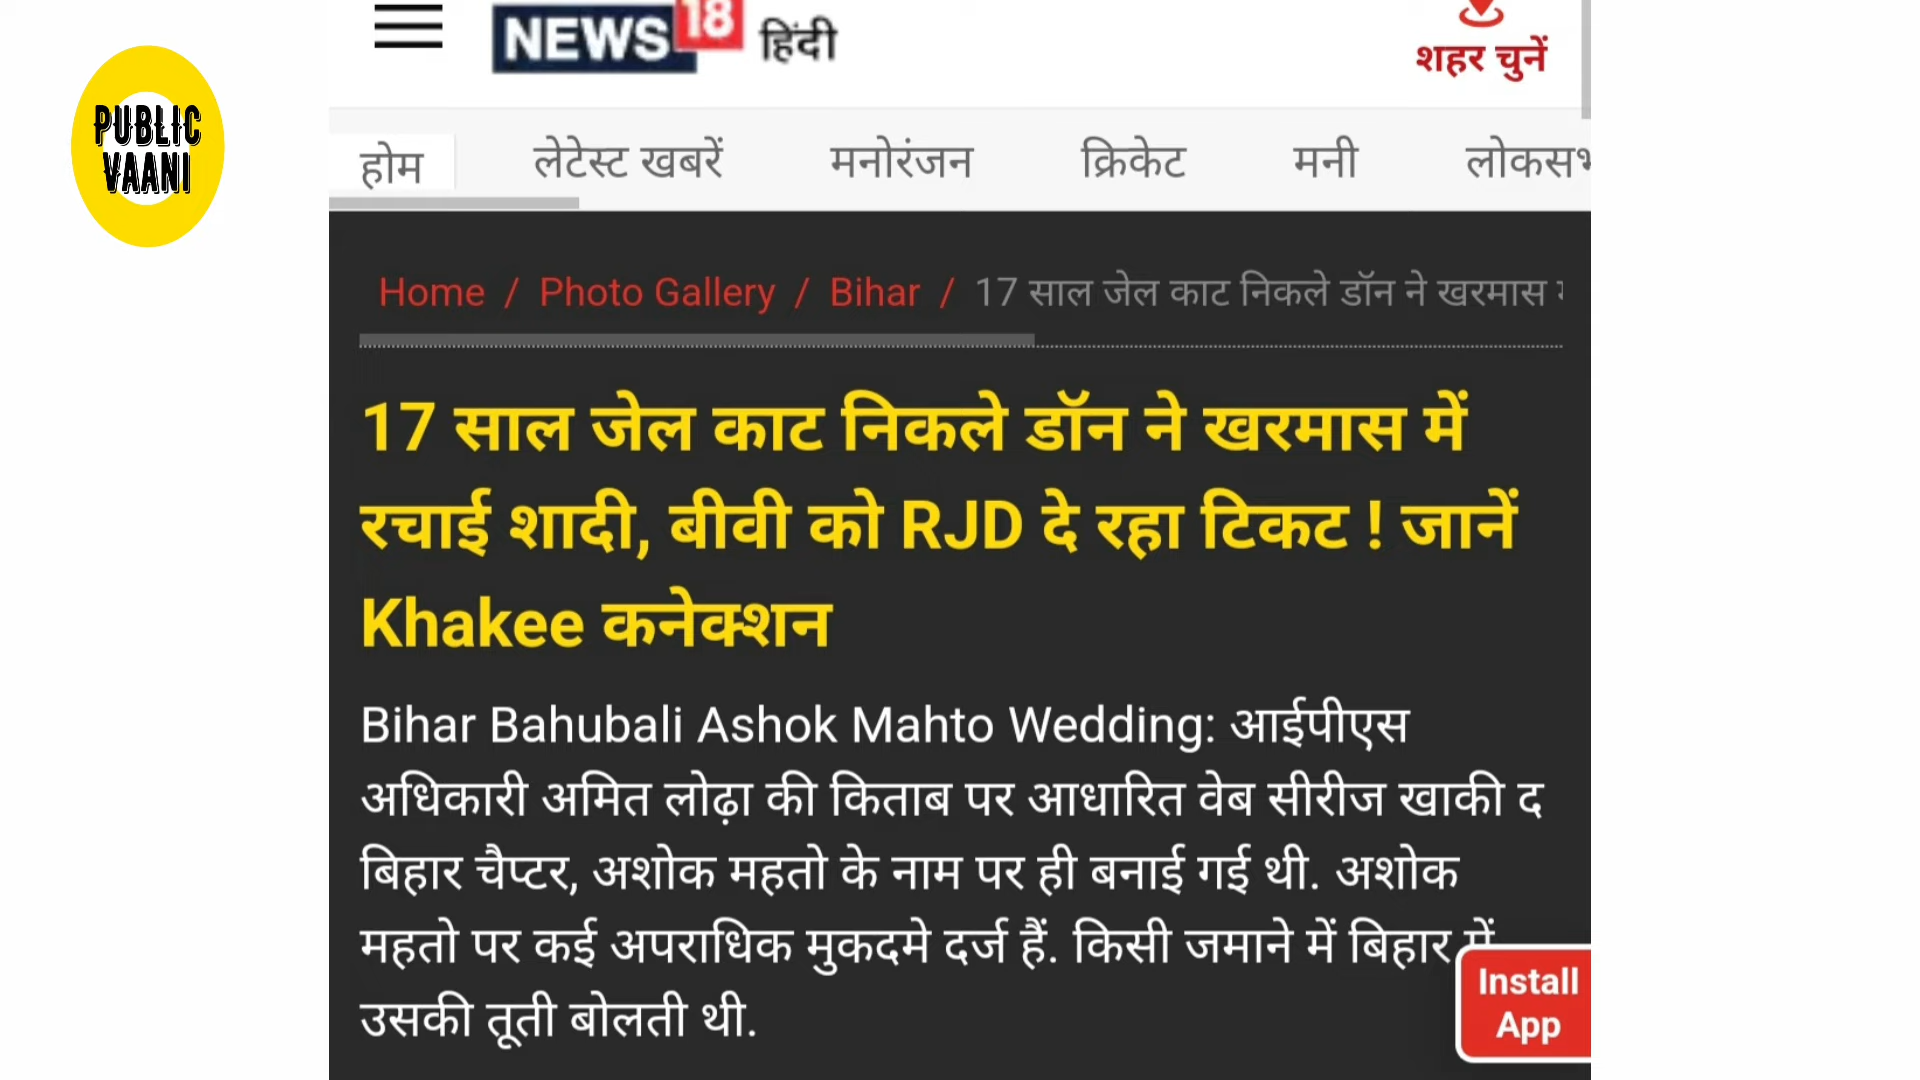 PUBLIC
VAANI
NEWS 18 हिंदी
शहर चुनें
होम लेटेस्ट खबरें मनोरंजन क्रिकेट मनी
Home / Photo Gallery / Bihar / 17 साल जेल काट निकले डॉन ने खरमास
17 साल जेल काट निकले डॉन ने खरमास में
रचाई शादी, बीवी को RJD दे रहा टिकट ! जानें
Khakee कनेक्शन
Bihar Bahubali Ashok Mahto Wedding: आईपीएस
अधिकारी अमित लोढ़ा की किताब पर आधारित वेब सीरीज खाकी द
बिहार चैप्टर, अशोक महतो के नाम पर ही बनाई गई थी. अशोक
महतो पर कई अपराधिक मुकदमे दर्ज हैं. किसी जमाने में बिहार में
उसकी तूती बोलती थी.
Install
App